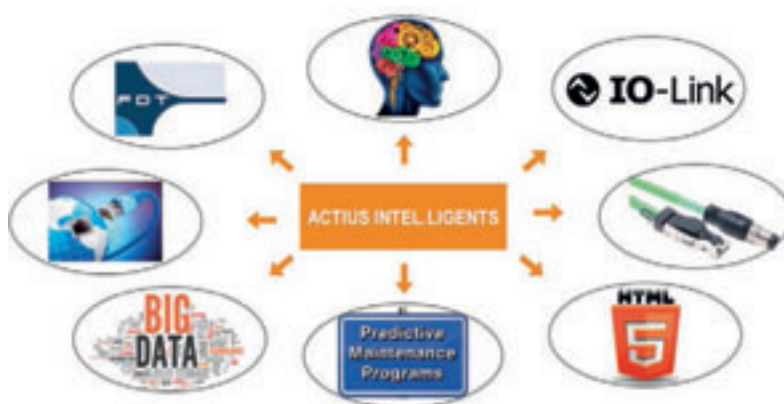 FDT
IO-Link
ACTIUS INTEL.LIGENTS
BIG
DATA
Predictive
Maintenance
Programs
HTML
5